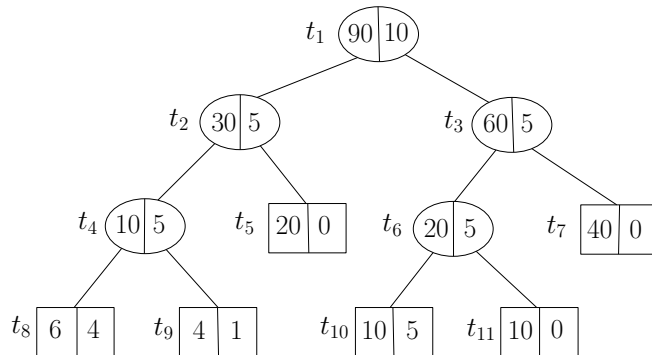 t₁ 90 10
t₂ 30 5 t₃ 60 5
t₄ 10 5 t₅ 20 0 t₆ 20 5 t₇ 40 0
t₈ 6 4 t₉ 4 1 t₁₀ 10 5 t₁₁ 10 0